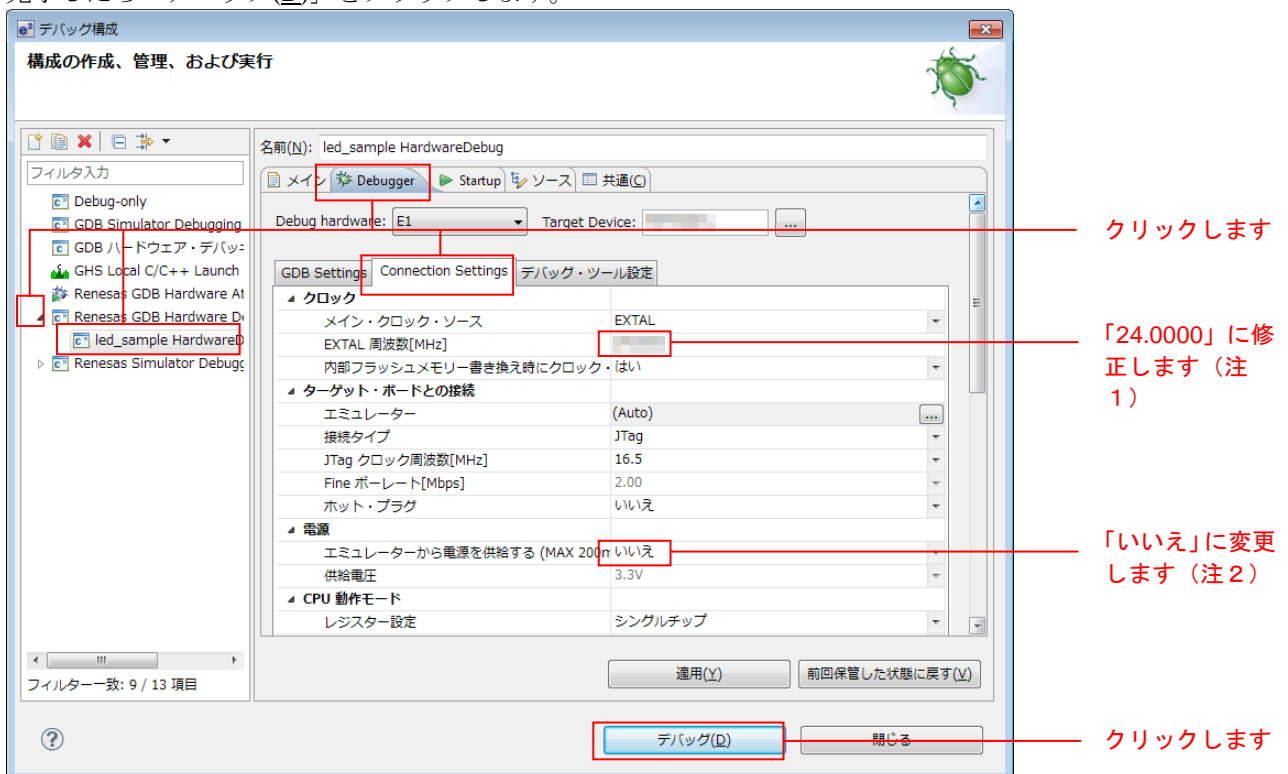 デバッグ構成
構成の作成、管理、および実行
フィルタ入力
Debug-only
GDB Simulator Debugging
GDB ハードウェア・デバッ
GHS Local C/C++ Launch
Renesas GDB Hardware At
Renesas GDB Hardware De
led_sample HardwareD
Renesas Simulator Debugg
フィルター一致: 9 / 13 項目
名前(N): led_sample HardwareDebug
メイン Debugger Startup ソース 共通(C)
Debug hardware: E1 Target Device: ...
GDB Settings Connection Settings デバッグ・ツール設定
クロック
メイン・クロック・ソース EXTAL
EXTAL 周波数[MHz]
内部フラッシュメモリー書き換え時にクロック・ はい
ターゲット・ボードとの接続
エミュレーター (Auto) ...
接続タイプ JTag
JTag クロック周波数[MHz] 16.5
Fine ボーレート[Mbps] 2.00
ホット・プラグ いいえ
電源
エミュレーターから電源を供給する (MAX 200m いいえ
供給電圧 3.3V
CPU 動作モード
レジスター設定 シングルチップ
適用(Y) 前回保管した状態に戻す(V)
デバッグ(D) 閉じる
クリックします
「24.0000」に修
正します（注
１）
「いいえ」に変更
します（注２）
クリックします